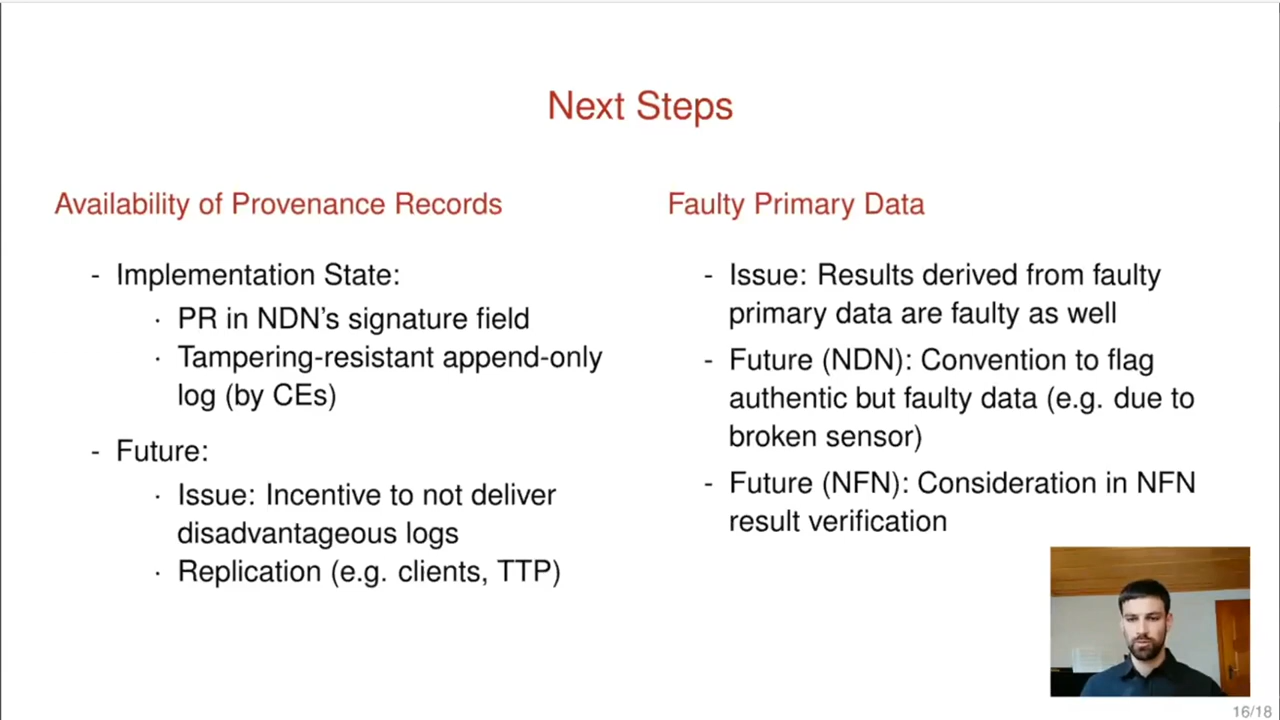 Next Steps
Availability of Provenance Records
- Implementation State:
· PR in NDN's signature field
· Tampering-resistant append-only
log (by CEs)
- Future:
· Issue: Incentive to not deliver
disadvantageous logs
· Replication (e.g. clients, TTP)
Faulty Primary Data
- Issue: Results derived from faulty
primary data are faulty as well
- Future (NDN): Convention to flag
authentic but faulty data (e.g. due to
broken sensor)
- Future (NFN): Consideration in NFN
result verification
16/18